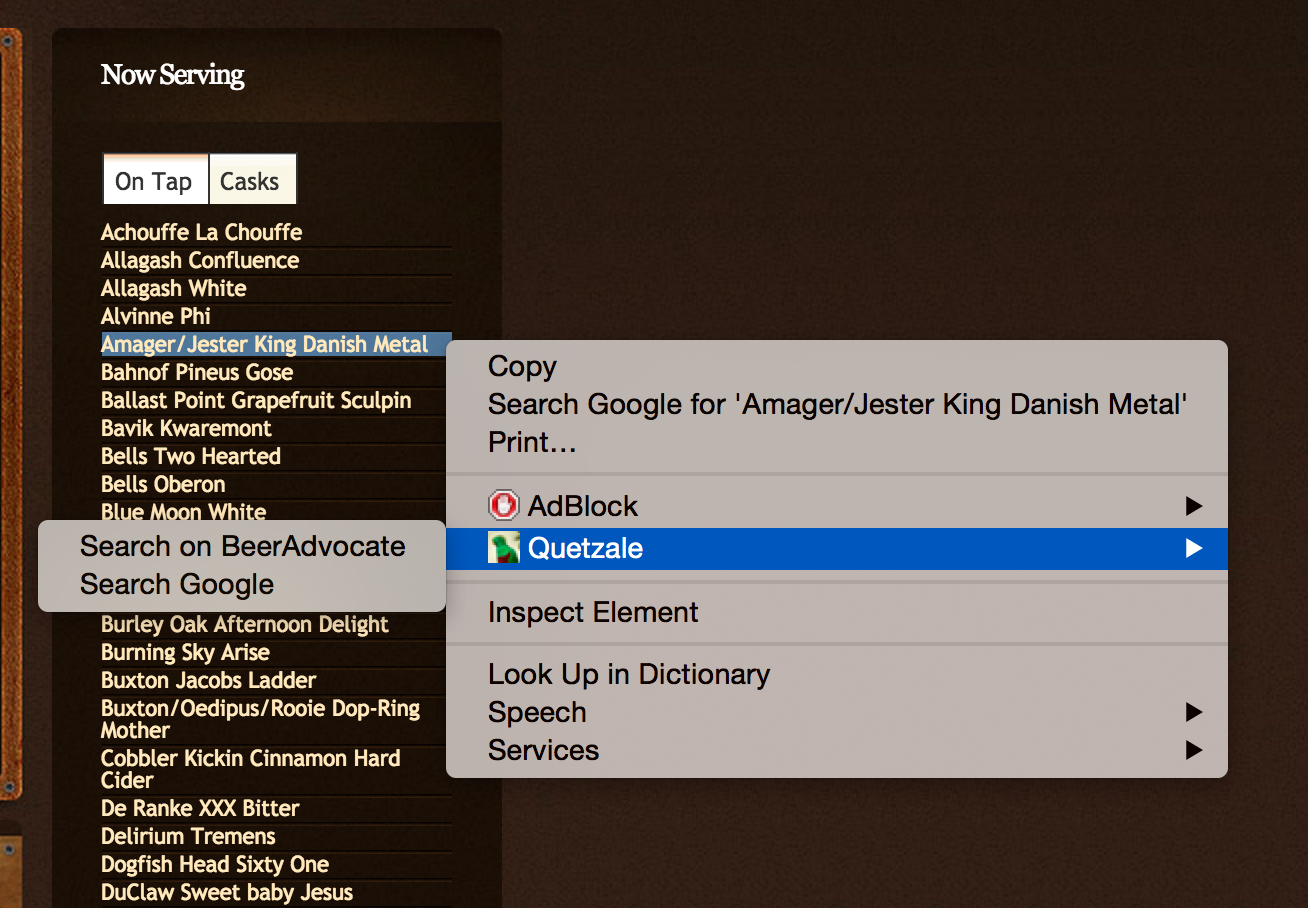 Now Serving
On Tap
Casks
Achouffe La Chouffe
Allagash Confluence
Allagash White
Alvinne Phi
Amager/Jester King Danish Metal
Bahnof Pineus Gose
Ballast Point Grapefruit Sculpin
Bavik Kwaremont
Bells Two Hearted
Bells Oberon
Blue Moon White
Burley Oak Afternoon Delight
Burning Sky Arise
Buxton Jacobs Ladder
Buxton/Oedipus/Rooie Dop-Ring
Mother
Cobbler Kickin Cinnamon Hard
Cider
De Ranke XXX Bitter
Delirium Tremens
Dogfish Head Sixty One
DuClaw Sweet baby Jesus
Copy
Search Google for 'Amager/Jester King Danish Metal'
Print…
AdBlock
Quetzale
Search on BeerAdvocate
Search Google
Inspect Element
Look Up in Dictionary
Speech
Services